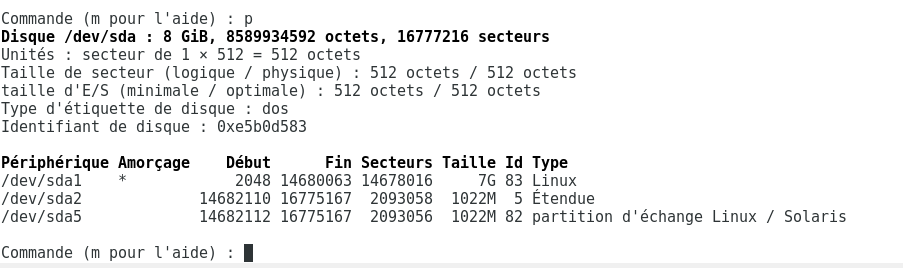 Commande (m pour l'aide) : p
Disque /dev/sda : 8 GiB, 8589934592 octets, 16777216 secteurs
Unités : secteur de 1 × 512 = 512 octets
Taille de secteur (logique / physique) : 512 octets / 512 octets
taille d'E/S (minimale / optimale) : 512 octets / 512 octets
Type d'étiquette de disque : dos
Identifiant de disque : 0xe5b0d583
Périphérique Amorçage    Début      Fin Secteurs Taille Id Type
/dev/sda1    *            2048 14680063 14678016     7G 83 Linux
/dev/sda2             14682110 16775167  2093058  1022M  5 Étendue
/dev/sda5             14682112 16775167  2093056  1022M 82 partition d'échange Linux / Solaris
Commande (m pour l'aide) :